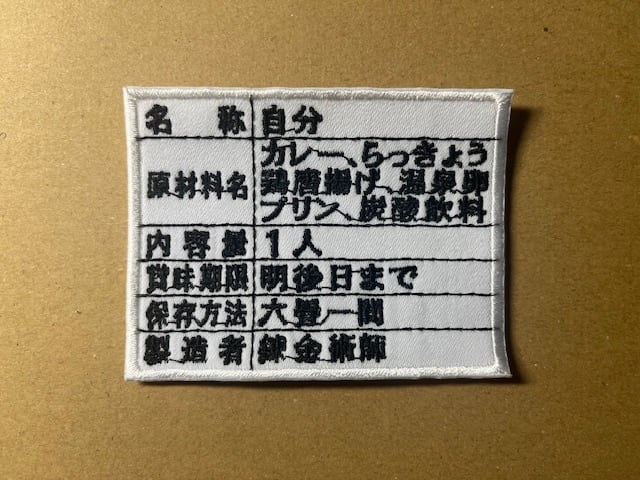 名称 自分
原材料名 カレー、らっきょう
鶏唐揚げ、温泉卵
プリン、炭酸飲料
内容量 1人
賞味期限 明後日まで
保存方法 六畳一間
製造者 錬金術師